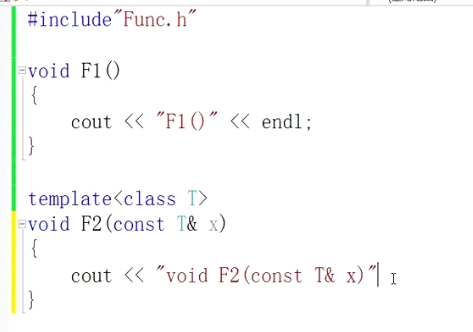 #include"Func.h"
void F1()
{
    cout << "F1()" << endl;
}
template<class T>
void F2(const T& x)
{
    cout << "void F2(const T& x)"
}